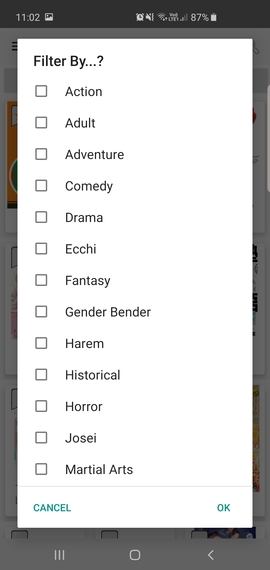 11:02
87%
Filter By...?
Action
Adult
Adventure
Comedy
Drama
Ecchi
Fantasy
Gender Bender
Harem
Historical
Horror
Josei
Martial Arts
CANCEL
OK